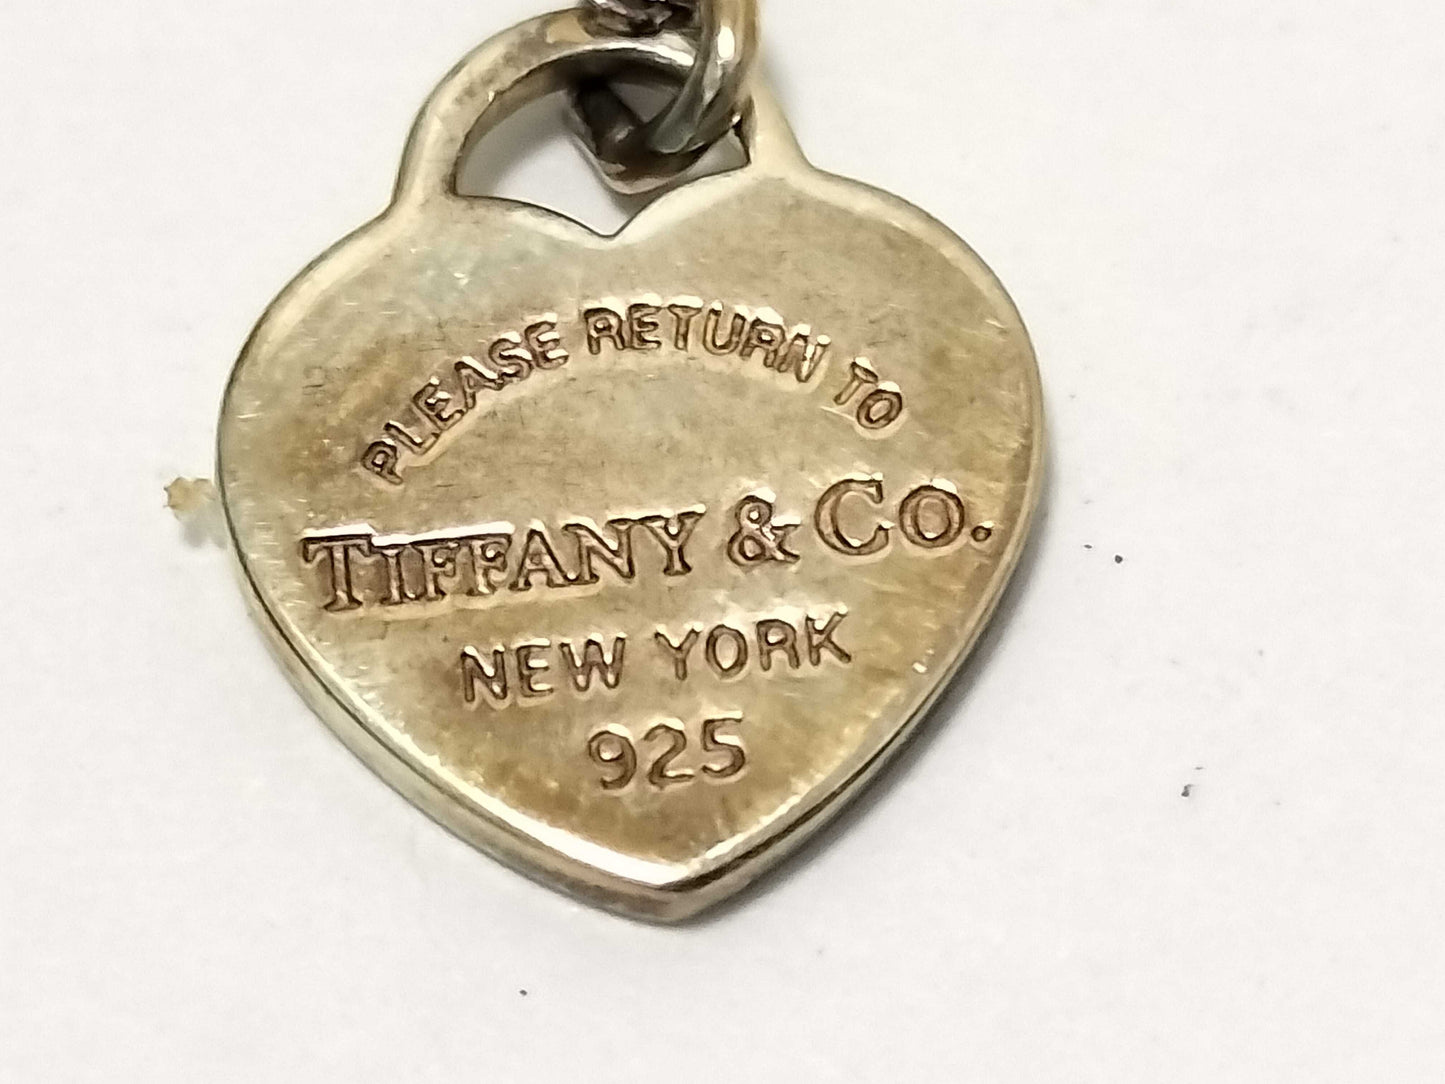 PLEASE RETURN TO
TIFFANY & CO.
NEW YORK
925